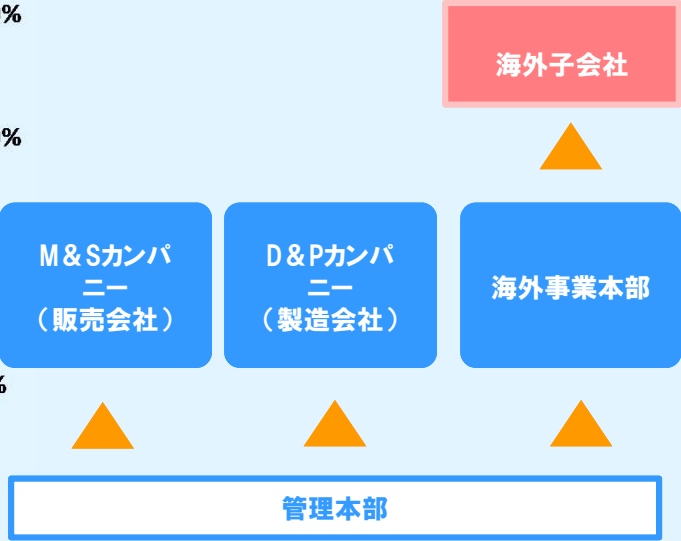 %
海外子会社
%
M&Sカンパ
ニー
(販売会社)
D&Pカンパ
ニー
(製造会社)
海外事業本部
%
管理本部